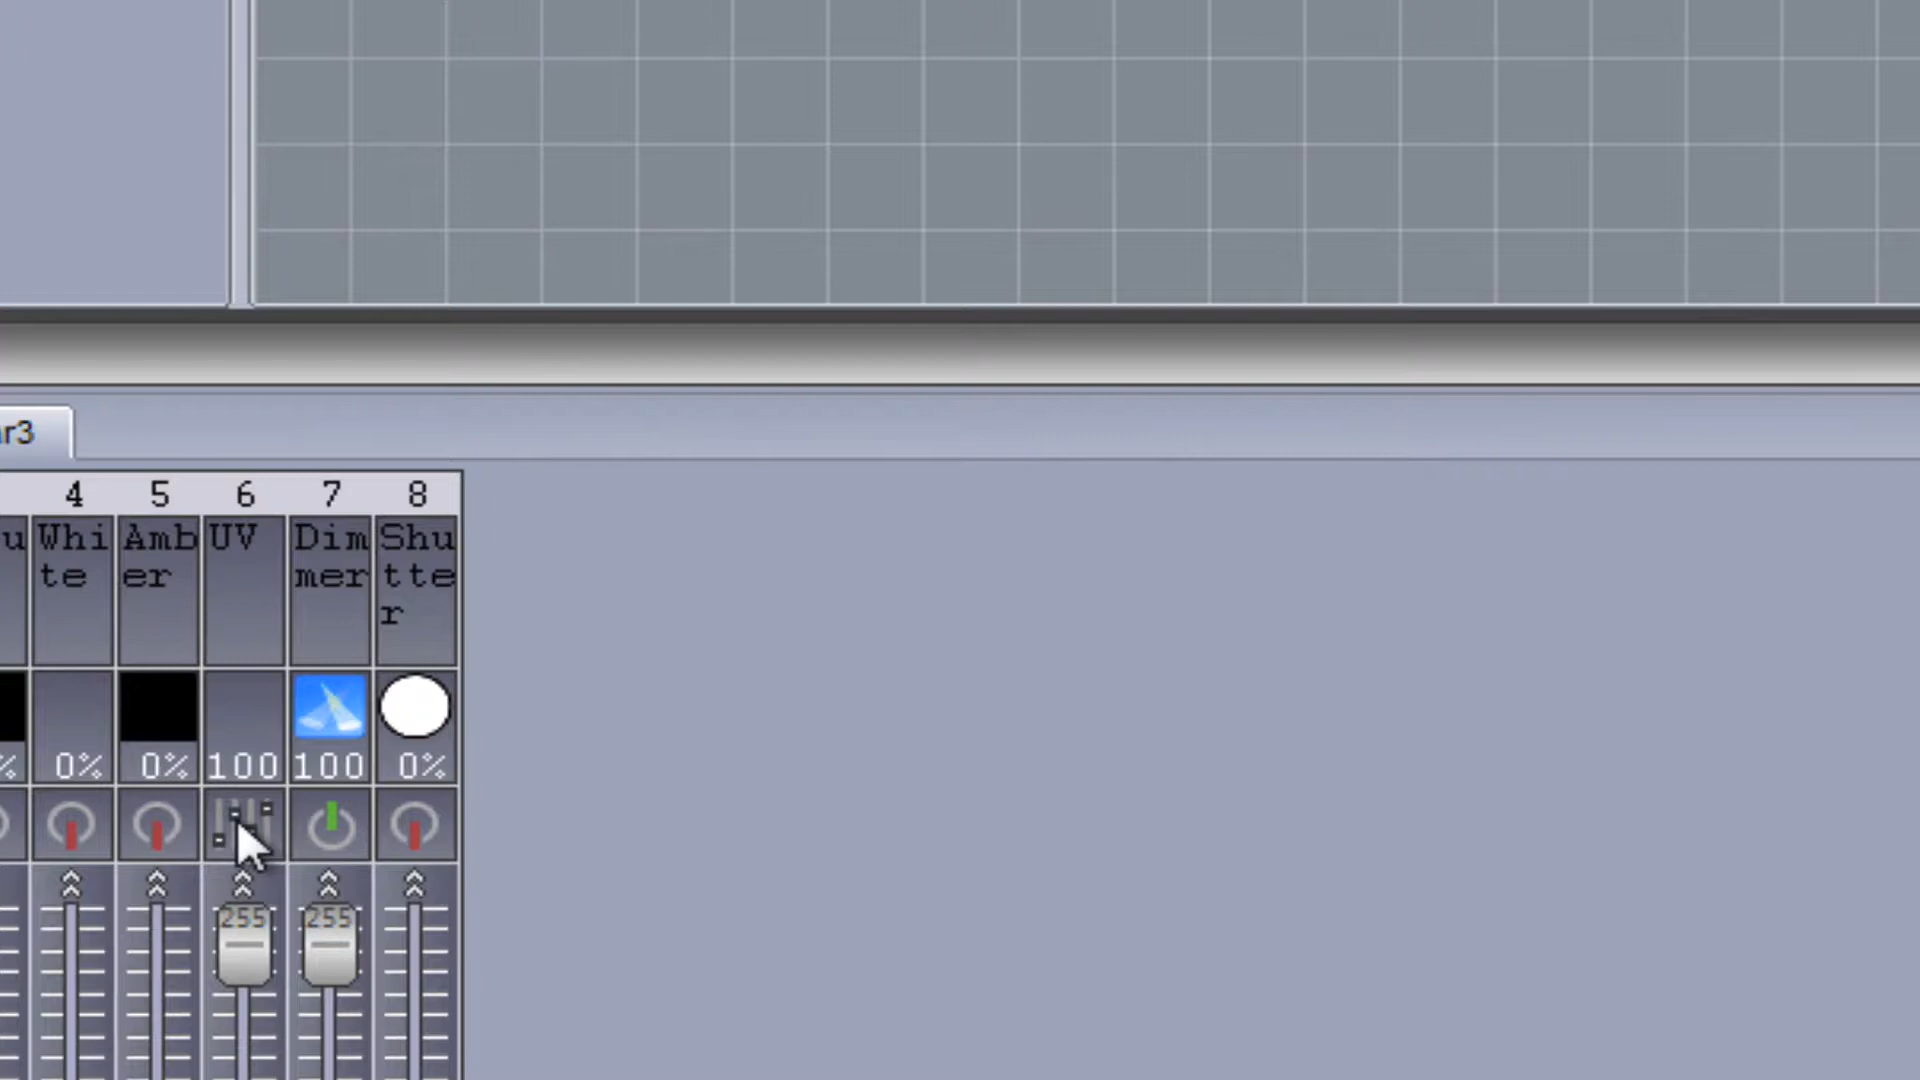 r3
4 5 6 7 8
u Whi Amb UV Dim Shu
te er mer tte
r
% 0% 0% 100 100 0%
255 255